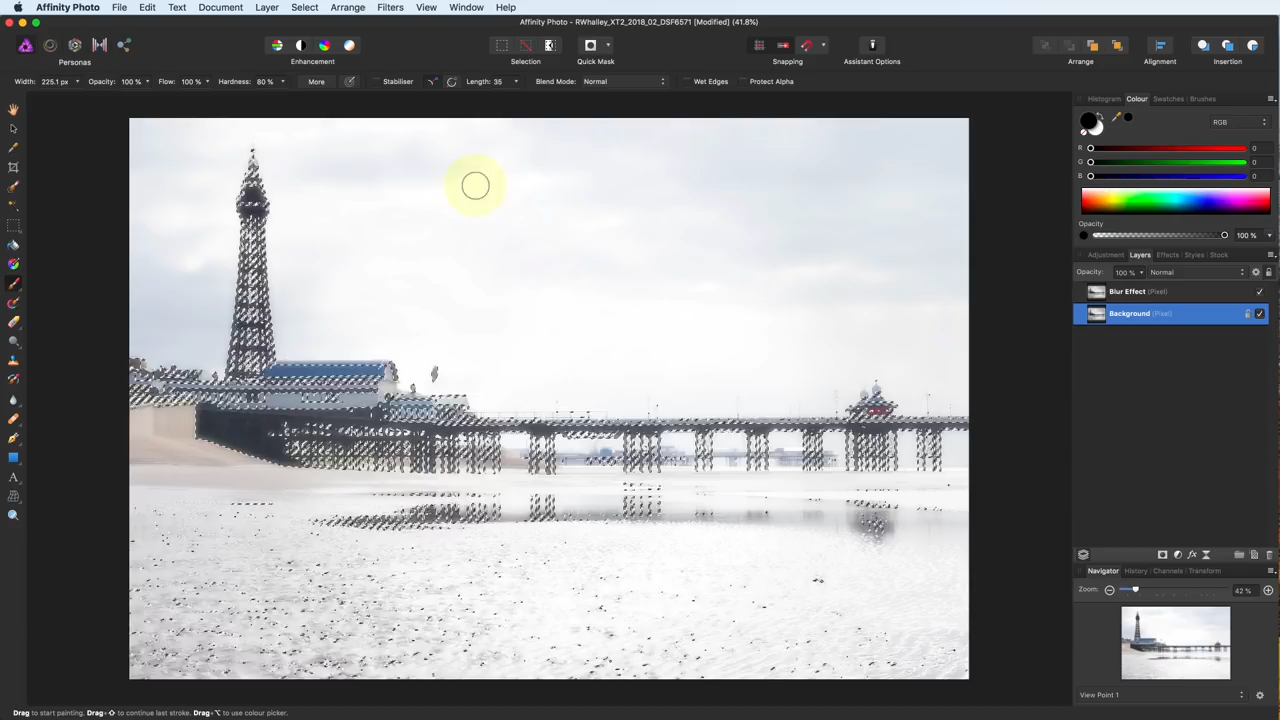 Affinity Photo File Edit Text Document Layer Select Arrange Filters View Window Help
Affinity Photo - RWhalley_XT2_2018_02_DSF6571 [Modified] (41.8%)
Personas Enhancement Selection Quick Mask Snapping Assistant Options Arrange Alignment Insertion
Width: 225.1 px Opacity: 100 % Flow: 100 % Hardness: 80 % More Stabiliser Length: 35 Blend Mode: Normal Wet Edges Protect Alpha
Histogram Colour Swatches Brushes
RGB
R 0
G 0
B 0
Opacity
100 %
Adjustment Layers Effects Styles Stock
Opacity: 100 % Normal
Blur Effect (Pixel)
Background (Pixel)
Navigator History Channels Transform
Zoom: 42 %
View Point 1
Drag to start painting. Drag+⇧ to continue last stroke. Drag+⌥ to use colour picker.